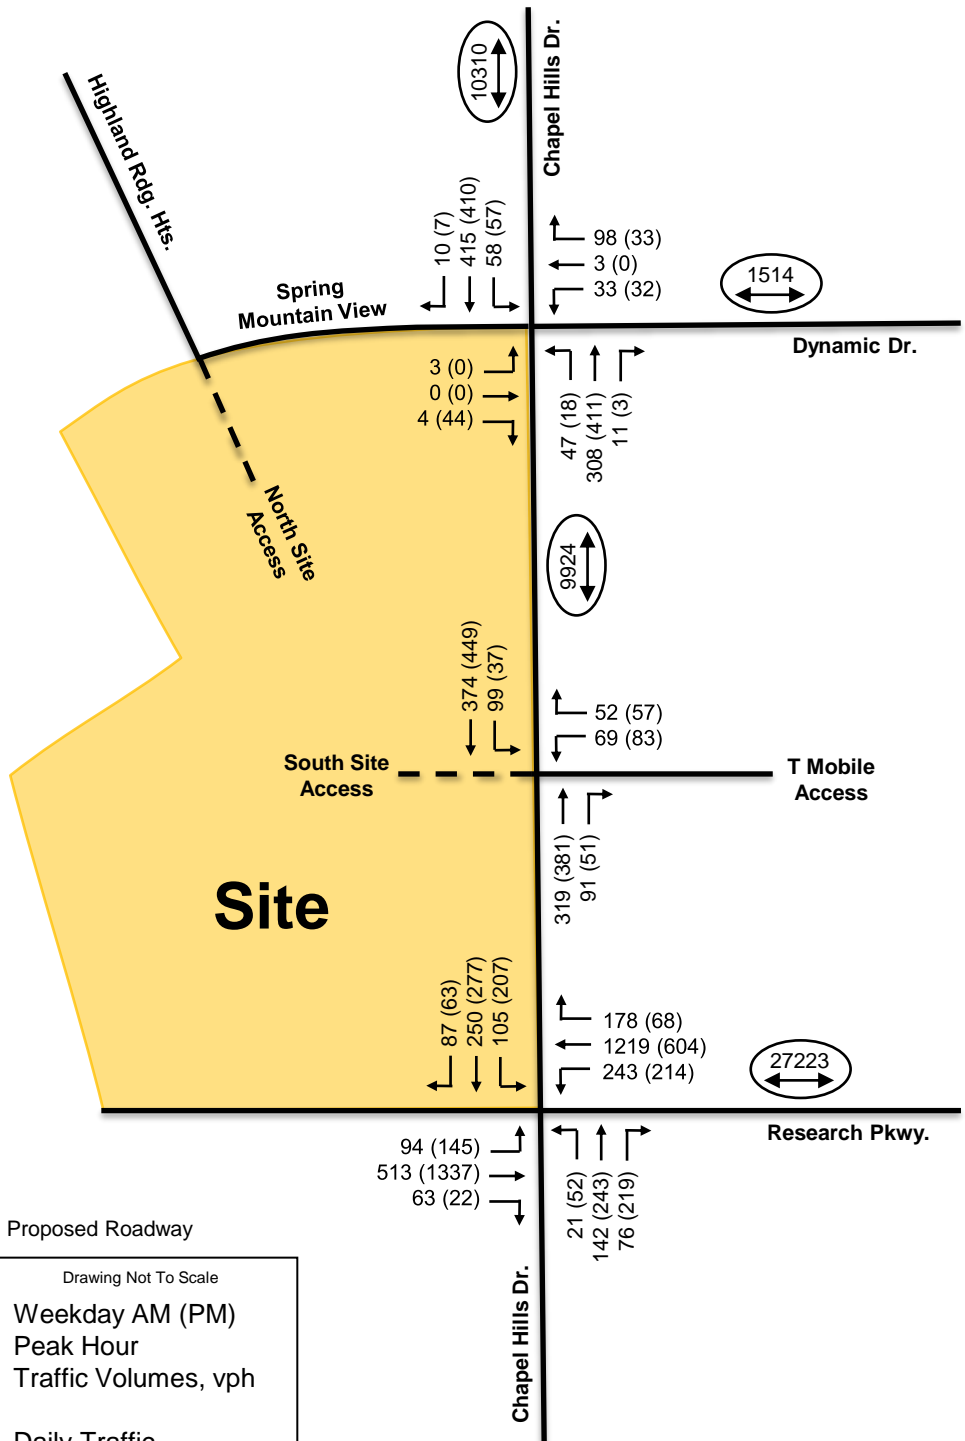 10310
Chapel Hills Dr.
Highland Rdg. Hts.
10 (7)
415 (410)
58 (57)
98 (33)
3 (0)
33 (32)
1514
Spring
Mountain View
Dynamic Dr.
3 (0)
0 (0)
4 (44)
47 (18)
308 (411)
11 (3)
North Site
Access
9924
374 (449)
99 (37)
52 (57)
69 (83)
South Site
Access
T Mobile
Access
319 (381)
91 (51)
Site
87 (63)
250 (277)
105 (207)
178 (68)
1219 (604)
243 (214)
27223
Research Pkwy.
94 (145)
513 (1337)
63 (22)
21 (52)
142 (243)
76 (219)
Proposed Roadway
Drawing Not To Scale
Weekday AM (PM)
Peak Hour
Traffic Volumes, vph
Daily Traffic
Chapel Hills Dr.